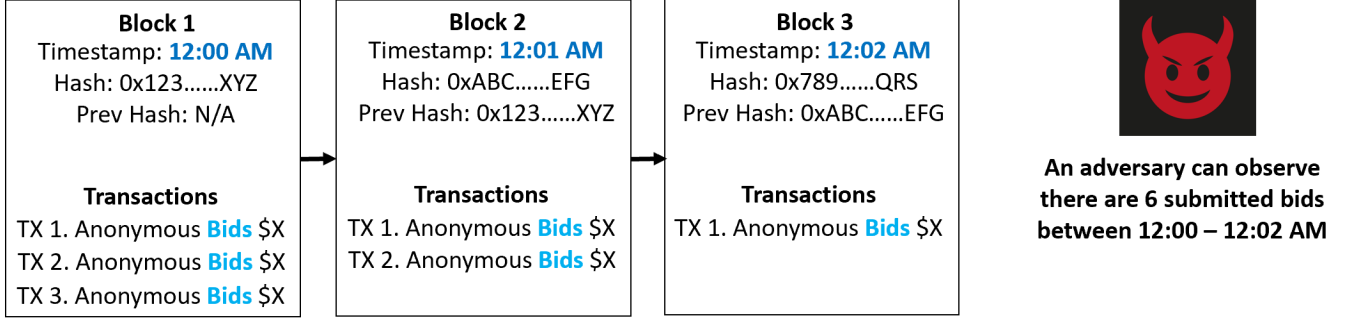 Block 1
Timestamp: 12:00 AM
Hash: 0x123......XYZ
Prev Hash: N/A
Transactions
TX 1. Anonymous Bids $X
TX 2. Anonymous Bids $X
TX 3. Anonymous Bids $X
Block 2
Timestamp: 12:01 AM
Hash: 0xABC......EFG
Prev Hash: 0x123......XYZ
Transactions
TX 1. Anonymous Bids $X
TX 2. Anonymous Bids $X
Block 3
Timestamp: 12:02 AM
Hash: 0x789......QRS
Prev Hash: 0xABC......EFG
Transactions
TX 1. Anonymous Bids $X
An adversary can observe
there are 6 submitted bids
between 12:00 – 12:02 AM